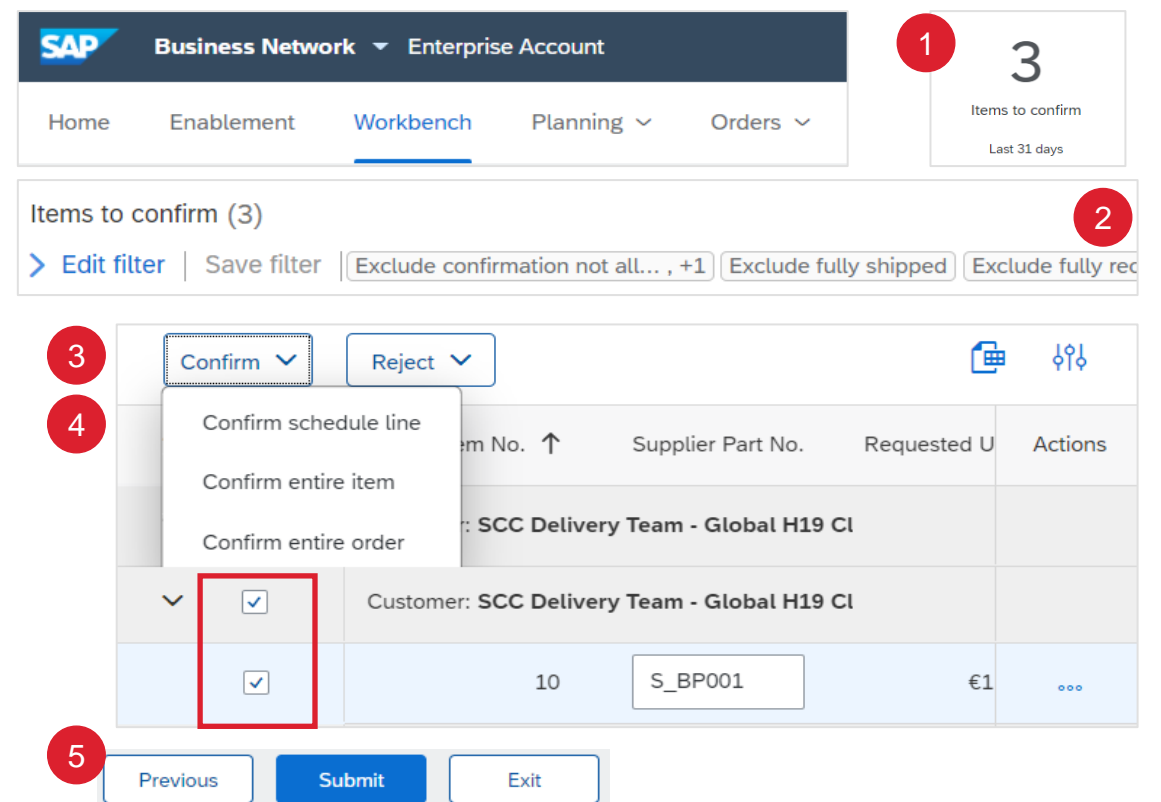 SAP Business Network Enterprise Account
1
3
Items to confirm
Last 31 days
Home Enablement Workbench Planning Orders
Items to confirm (3)
2
Edit filter Save filter Exclude confirmation not all... , +1 Exclude fully shipped Exclude fully rec
3
Confirm Reject
4
Confirm schedule line
em No. Supplier Part No. Requested U Actions
Confirm entire item
r: SCC Delivery Team - Global H19 Cl
Confirm entire order
Customer: SCC Delivery Team - Global H19 Cl
10 S_BP001 €1
5
Previous Submit Exit